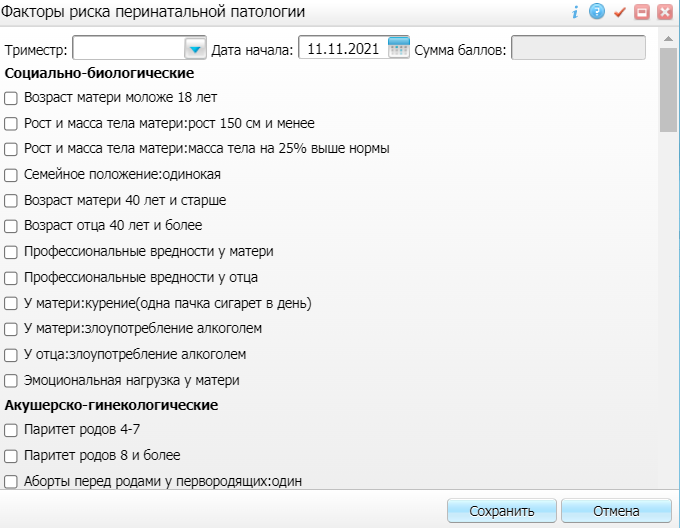 Факторы риска перинатальной патологии
Триместр: Дата начала: 11.11.2021 Сумма баллов:
Социально-биологические
Возраст матери моложе 18 лет
Рост и масса тела матери:рост 150 см и менее
Рост и масса тела матери:масса тела на 25% выше нормы
Семейное положение:одинокая
Возраст матери 40 лет и старше
Возраст отца 40 лет и более
Профессиональные вредности у матери
Профессиональные вредности у отца
У матери:курение(одна пачка сигарет в день)
У матери:злоупотребление алкоголем
У отца:злоупотребление алкоголем
Эмоциональная нагрузка у матери
Акушерско-гинекологические
Паритет родов 4-7
Паритет родов 8 и более
Аборты перед родами у первородящих:один
Сохранить Отмена